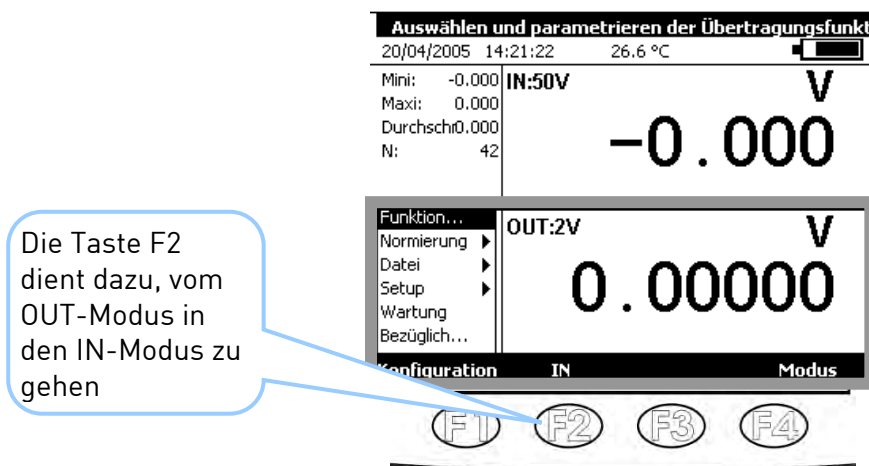 Auswählen und parametrieren der Übertragungsfunkt
20/04/2005 14:21:22 26.6 °C
Mini: -0.000
Maxi: 0.000
Durchschn0.000
N: 42
IN:50V V
-0.000
Funktion...
Normierung
Datei
Setup
Wartung
Bezüglich...
OUT:2V V
0.00000
Konfiguration IN Modus
F1 F2 F3 F4
Die Taste F2
dient dazu, vom
OUT-Modus in
den IN-Modus zu
gehen